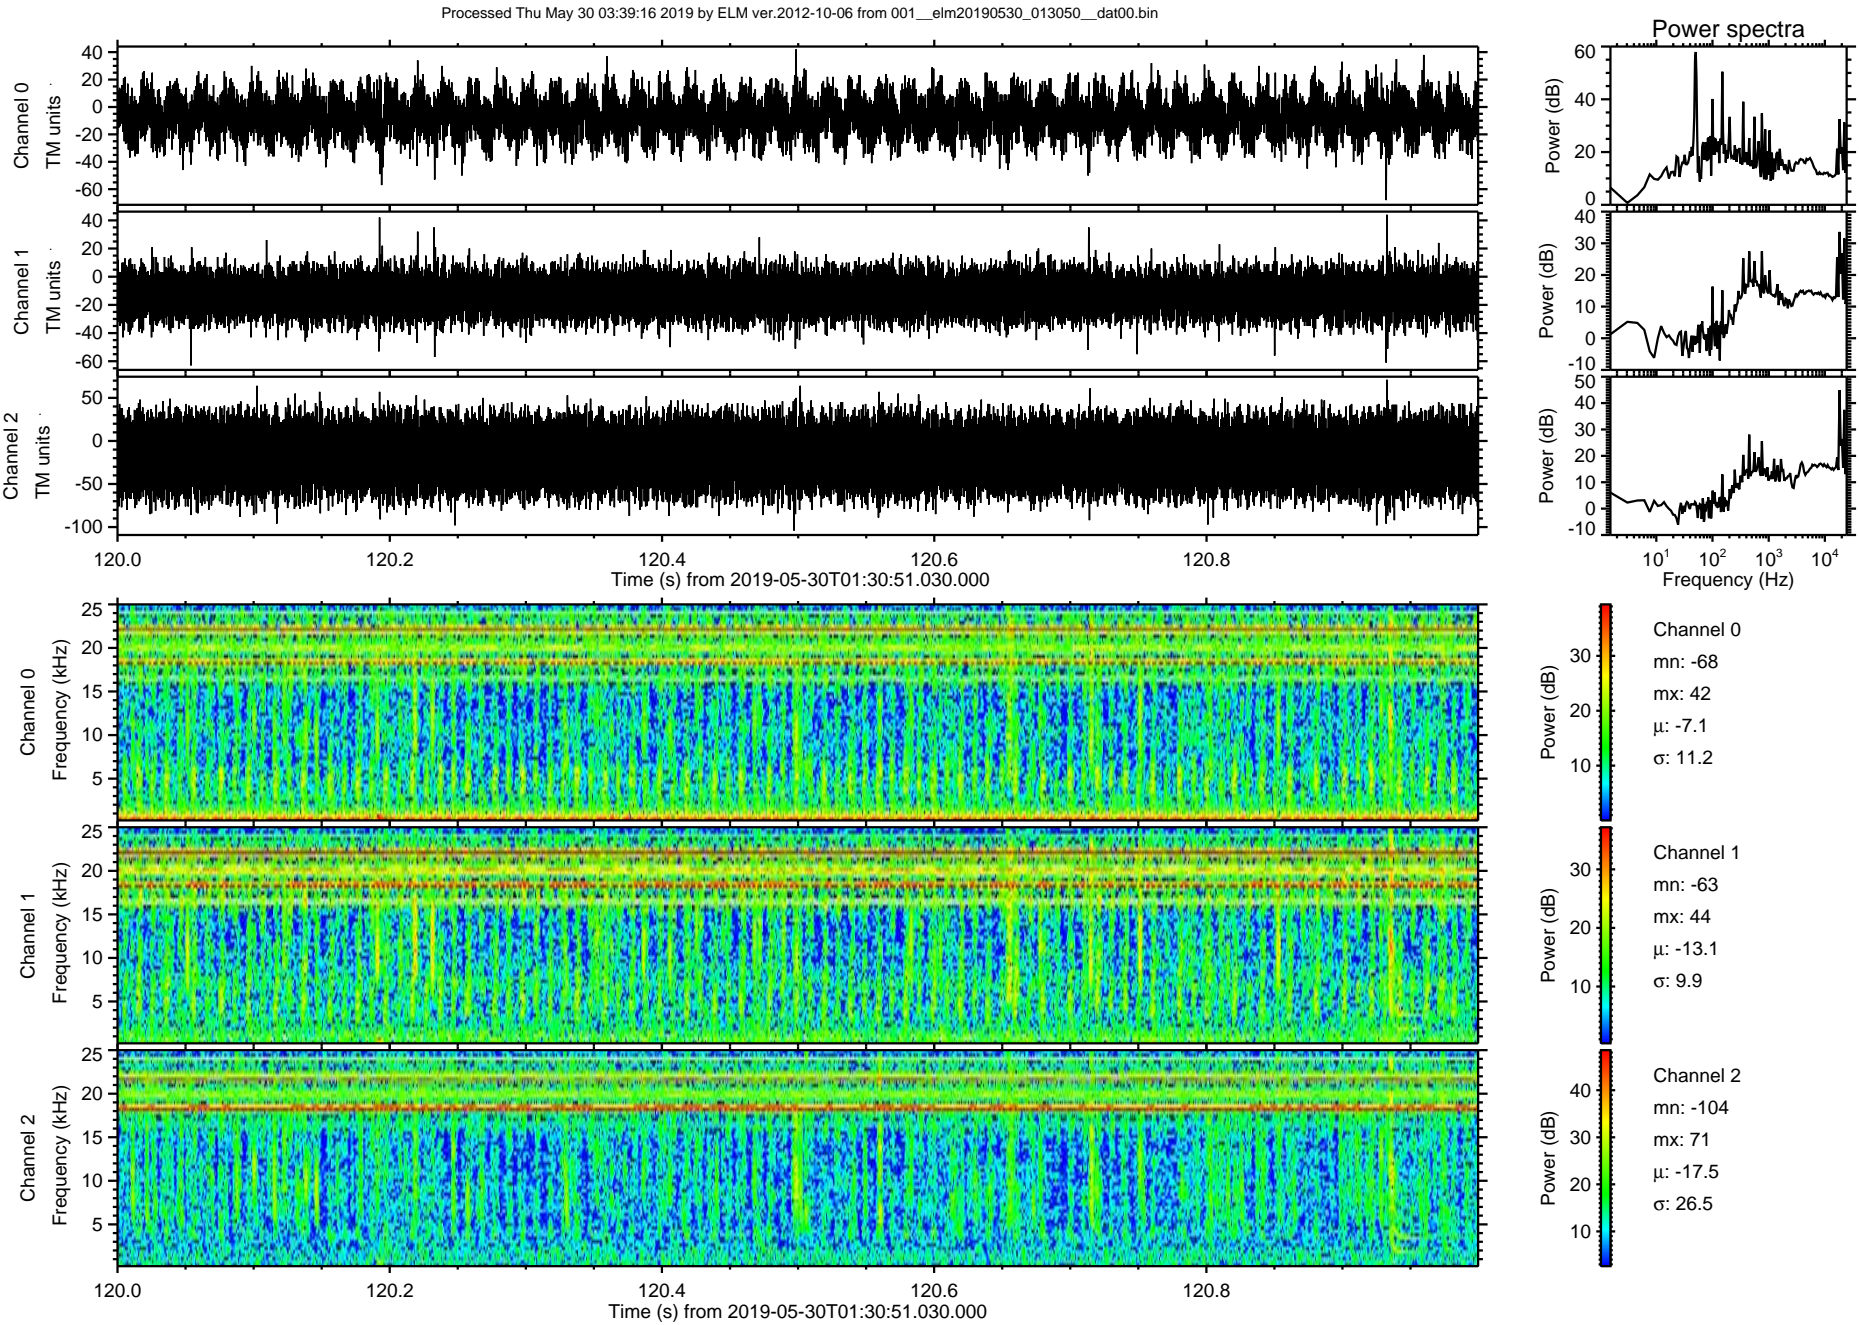 Processed Thu May 30 03:39:16 2019 by ELM ver.2012-10-06 from 001__elm20190530_013050__dat00.bin
Power spectra
Channel 0
TM units
40
20
0
-20
-40
-60
Power (dB)
60
40
20
0
Channel 1
TM units
40
20
0
-20
-40
-60
Power (dB)
40
30
20
10
0
-10
Channel 2
TM units
50
0
-50
-100
Power (dB)
50
40
30
20
10
0
-10
120.0 120.2 120.4 120.6 120.8
Time (s) from 2019-05-30T01:30:51.030.000
10^1 10^2 10^3 10^4
Frequency (Hz)
Channel 0
Frequency (kHz)
25
20
15
10
5
Power (dB)
30
20
10
Channel 0
mn: -68
mx: 42
μ: -7.1
σ: 11.2
Channel 1
Frequency (kHz)
25
20
15
10
5
Power (dB)
30
20
10
Channel 1
mn: -63
mx: 44
μ: -13.1
σ: 9.9
Channel 2
Frequency (kHz)
25
20
15
10
5
Power (dB)
40
30
20
10
Channel 2
mn: -104
mx: 71
μ: -17.5
σ: 26.5
120.0 120.2 120.4 120.6 120.8
Time (s) from 2019-05-30T01:30:51.030.000